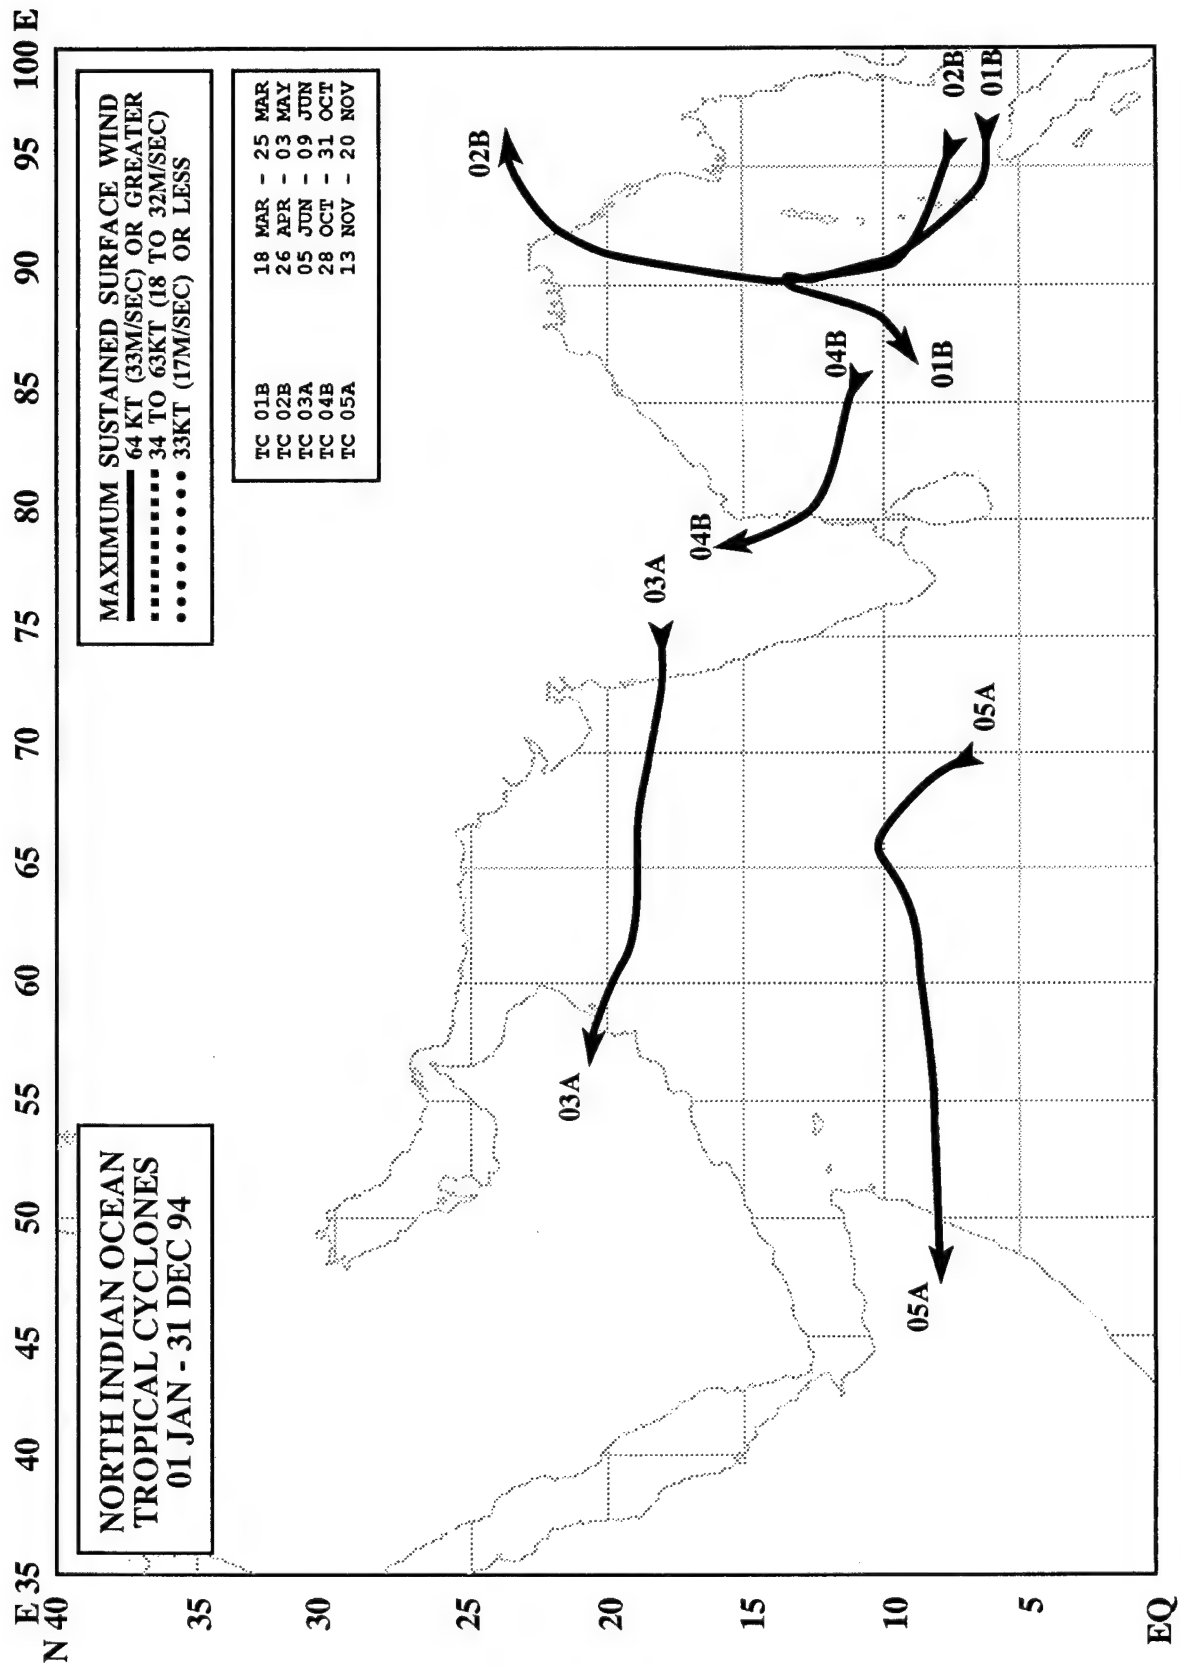 NORTH INDIAN OCEAN
TROPICAL CYCLONES
01 JAN - 31 DEC 94
MAXIMUM SUSTAINED SURFACE WIND
64 KT (33M/SEC) OR GREATER
34 TO 63KT (18 TO 32M/SEC)
33KT (17M/SEC) OR LESS
TC 01B 18 MAR - 25 MAR
TC 02B 26 APR - 03 MAY
TC 03A 05 JUN - 09 JUN
TC 04B 28 OCT - 31 OCT
TC 05A 13 NOV - 20 NOV
E 35 40 45 50 55 60 65 70 75 80 85 90 95 100 E
N 40
35
30
25
20
15
10
5
EQ
02B
03A
03A
04B
04B
01B
02B
01B
05A
05A